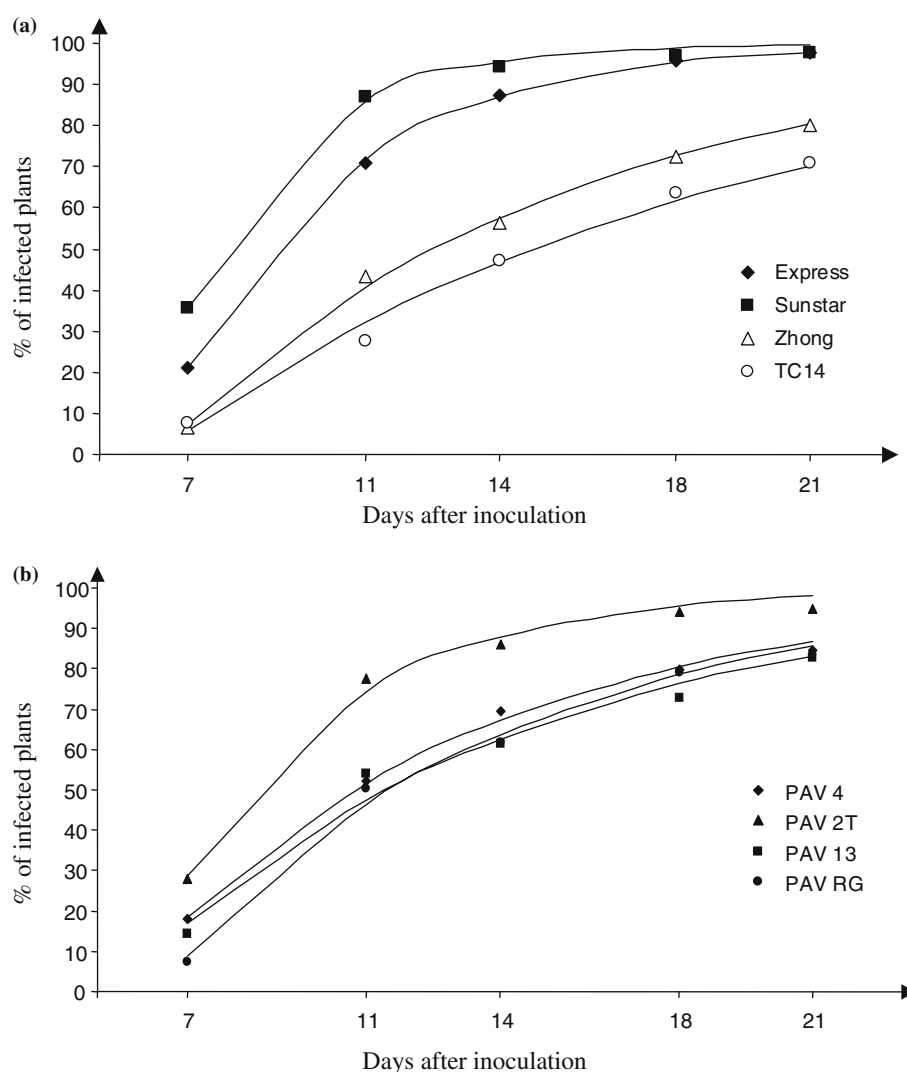 (a)
100
90
80
70
60
50
40
30
20
10
0
% of infected plants
Express
Sunstar
Zhong
TC14
7 11 14 18 21
Days after inoculation
(b)
100
90
80
70
60
50
40
30
20
10
0
% of infected plants
PAV 4
PAV 2T
PAV 13
PAV RG
7 11 14 18 21
Days after inoculation